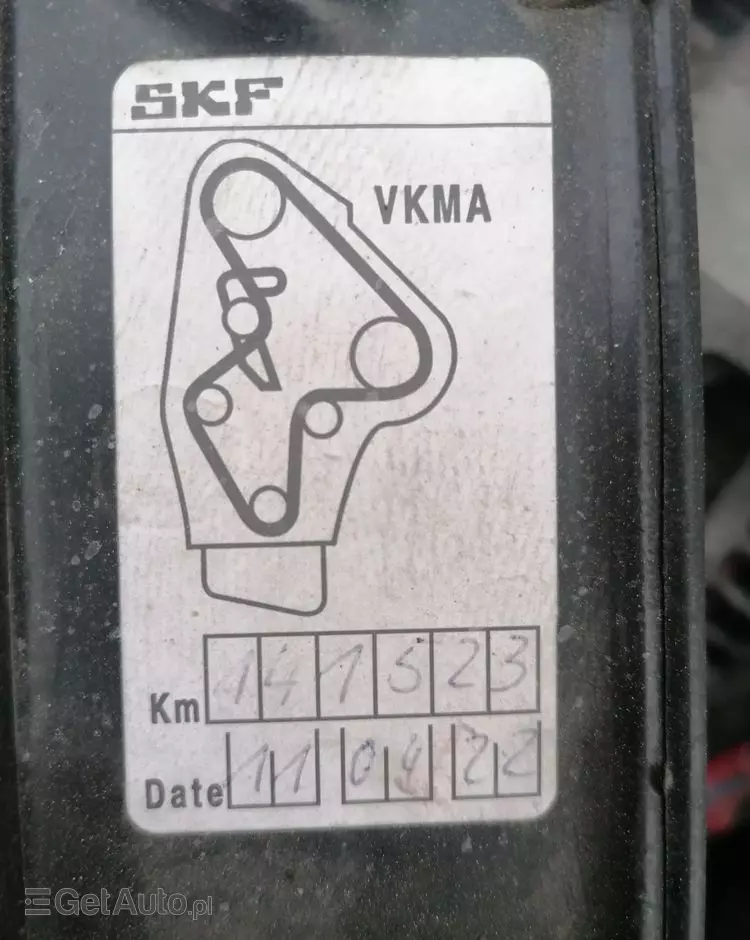 SKF
VKMA
Km 141523
Date 11 04 22
GetAuto.pl